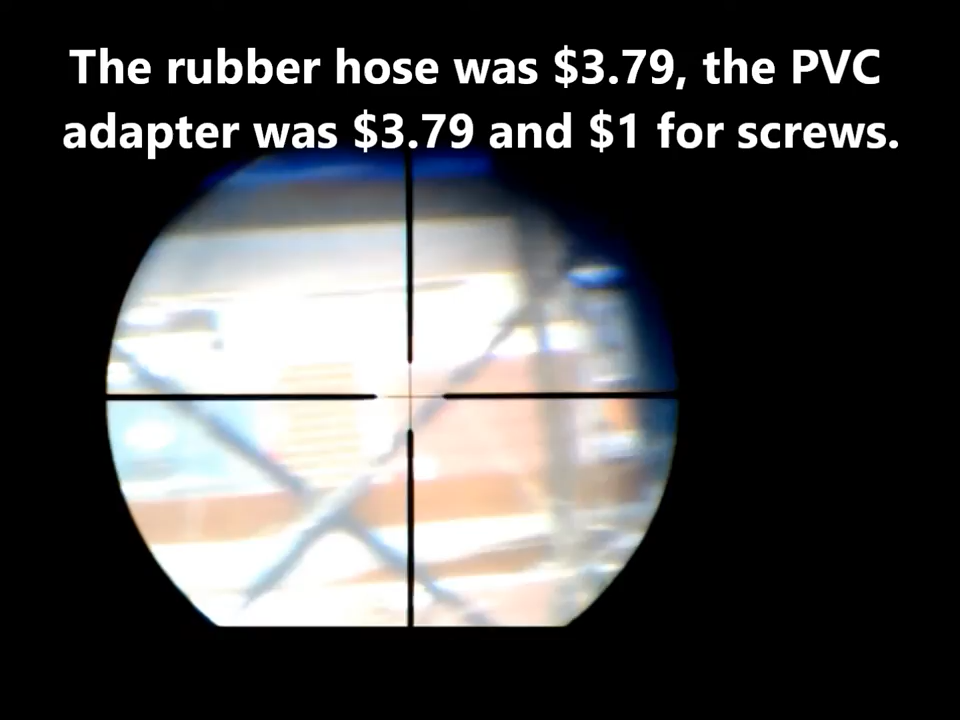 The rubber hose was $3.79, the PVC
adapter was $3.79 and $1 for screws.